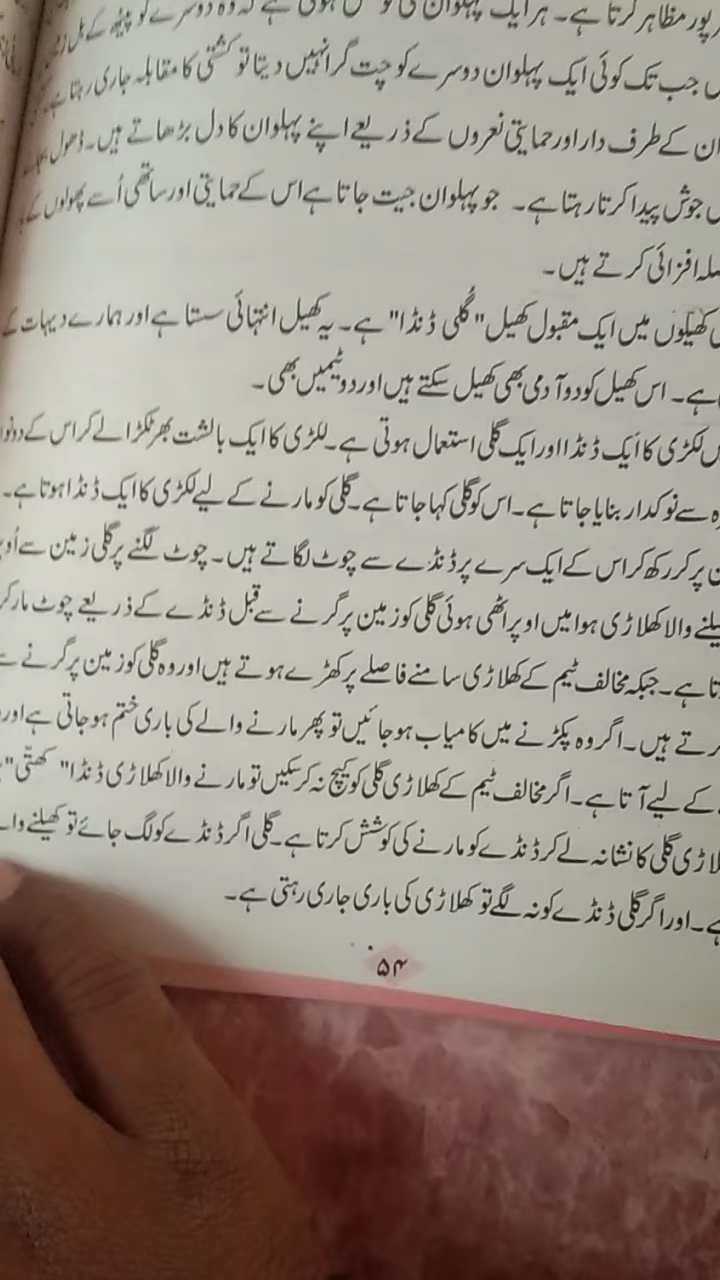 مظاہر کرتا ہے۔ ہر ایک پہلوان کی
جب تک کوئی ایک پہلوان دوسرے کو چت گرا نہیں دیتا تو کشتی کا مقابلہ جاری رہتا ہے۔
کے طرف دار اور حمایتی نعروں کے ذریعے اپنے پہلوان کا دل بڑھاتے ہیں۔ ڈھول
جوش پیدا کرتا رہتا ہے۔ جو پہلوان جیت جاتا ہے اس کے حمایتی اور ساتھی اُسے پھولوں کے
افزائی کرتے ہیں۔
کھیلوں میں ایک مقبول کھیل "گُلی ڈنڈا" ہے۔ یہ کھیل انتہائی سستا ہے اور ہمارے دیہات کے
ہے۔ اس کھیل کو دو آدمی بھی کھیل سکتے ہیں اور دو ٹیمیں بھی۔
لکڑی کا ایک ڈنڈا اور ایک گلی استعمال ہوتی ہے۔ لکڑی کا ایک بالشت بھر ٹکڑا لے کر اس کے دونوں
سے نوکدار بنایا جاتا ہے۔ اس کو گلی کہا جاتا ہے۔ گلی کو مارنے کے لیے لکڑی کا ایک ڈنڈا ہوتا ہے۔
پر کر رکھ کر اس کے ایک سرے پر ڈنڈے سے چوٹ لگاتے ہیں۔ چوٹ لگنے پر گلی زمین سے
والا کھلاڑی ہوا میں اوپر اٹھی ہوئی گلی کو زمین پر گرنے سے قبل ڈنڈے کے ذریعے چوٹ مار کر
ہے۔ جبکہ مخالف ٹیم کے کھلاڑی سامنے فاصلے پر کھڑے ہوتے ہیں اور وہ گلی کو زمین پر گرنے
ہیں۔ اگر وہ پکڑنے میں کامیاب ہو جائیں تو پھر مارنے والے کی باری ختم ہو جاتی ہے اور
کے لیے آتا ہے۔ اگر مخالف ٹیم کے کھلاڑی گلی کو کیچ نہ کر سکیں تو مارنے والا کھلاڑی ڈنڈا "کھتّی"
گلی کا نشانہ لے کر ڈنڈے کو مارنے کی کوشش کرتا ہے۔ گلی اگر ڈنڈے کو لگ جائے تو کھیلنے
ہے۔ اور اگر گلی ڈنڈے کو نہ لگے تو کھلاڑی کی باری جاری رہتی ہے۔
۵۴